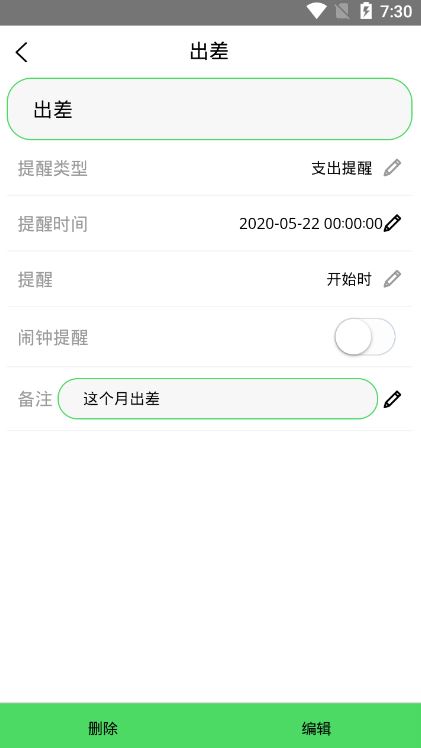 7:30
出差
出差
提醒类型 支出提醒
提醒时间 2020-05-22 00:00:00
提醒 开始时
闹钟提醒
备注 这个月出差
删除 编辑